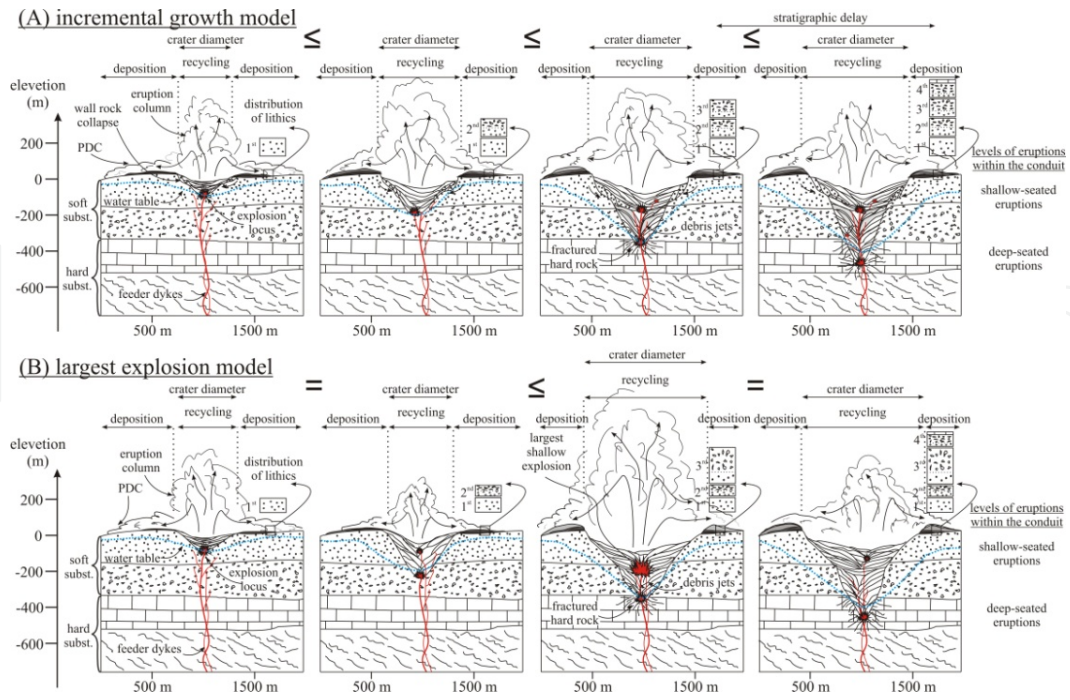 (A) incremental growth model
stratigraphic delay
≤
≤
≤
crater diameter
crater diameter
crater diameter
crater diameter
recycling
recycling
recycling
recycling
deposition
deposition
deposition
deposition
deposition
deposition
deposition
deposition
elevetion
(m)
eruption
column
wall rock
collapse
PDC
distribution
of lithics
1st
2nd
1st
3rd
2nd
1st
4th
3rd
2nd
1st
levels of eruptions
within the conduit
shallow-seated
eruptions
deep-seated
eruptions
200
0
-200
-400
-600
soft
subst.
hard
subst.
water table
explosion
locus
feeder dykes
debris jets
fractured
hard rock
500 m
1500 m
500 m
1500 m
500 m
1500 m
500 m
1500 m
(B) largest explosion model
=
≤
=
crater diameter
crater diameter
crater diameter
crater diameter
recycling
recycling
recycling
recycling
deposition
deposition
deposition
deposition
deposition
deposition
deposition
deposition
elevetion
(m)
eruption
column
PDC
distribution
of lithics
largest
shallow
explosion
1st
2nd
1st
3rd
2nd
1st
4th
3rd
2nd
1st
levels of eruptions
within the conduit
shallow-seated
eruptions
deep-seated
eruptions
200
0
-200
-400
-600
soft
subst.
hard
subst.
water table
explosion
locus
feeder dykes
debris jets
fractured
hard rock
500 m
1500 m
500 m
1500 m
500 m
1500 m
500 m
1500 m